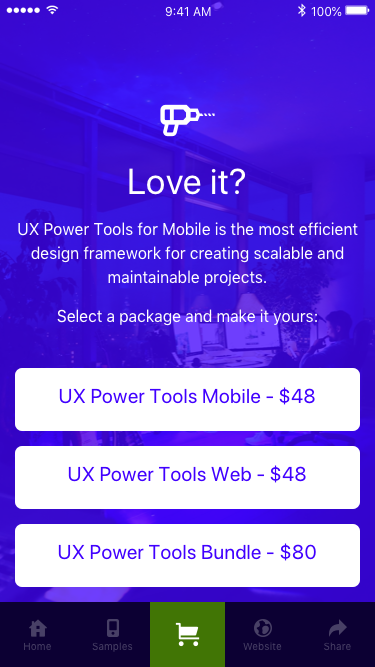 9:41 AM 100%
Love it?
UX Power Tools for Mobile is the most efficient
design framework for creating scalable and
maintainable projects.
Select a package and make it yours:
UX Power Tools Mobile - $48
UX Power Tools Web - $48
UX Power Tools Bundle - $80
Home Samples Website Share